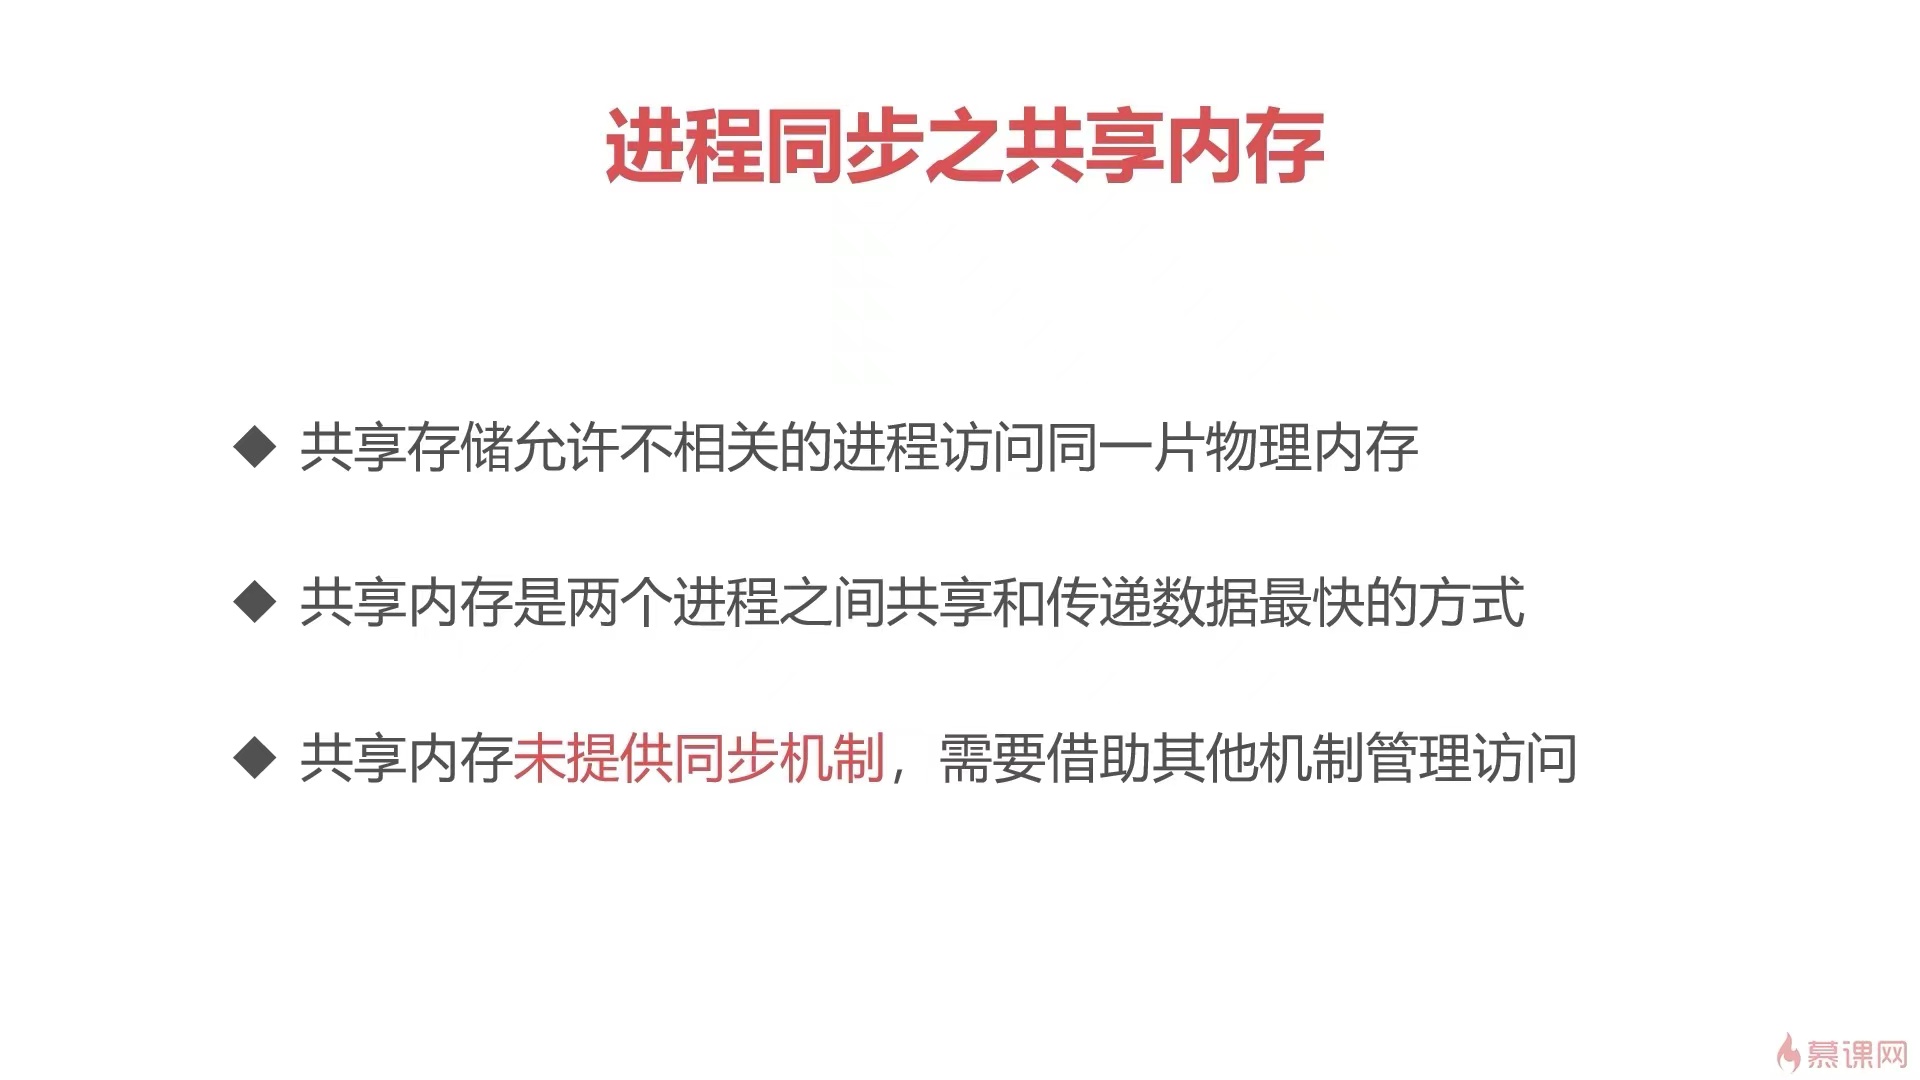 进程同步之共享内存
◆ 共享存储允许不相关的进程访问同一片物理内存
◆ 共享内存是两个进程之间共享和传递数据最快的方式
◆ 共享内存未提供同步机制，需要借助其他机制管理访问
慕课网